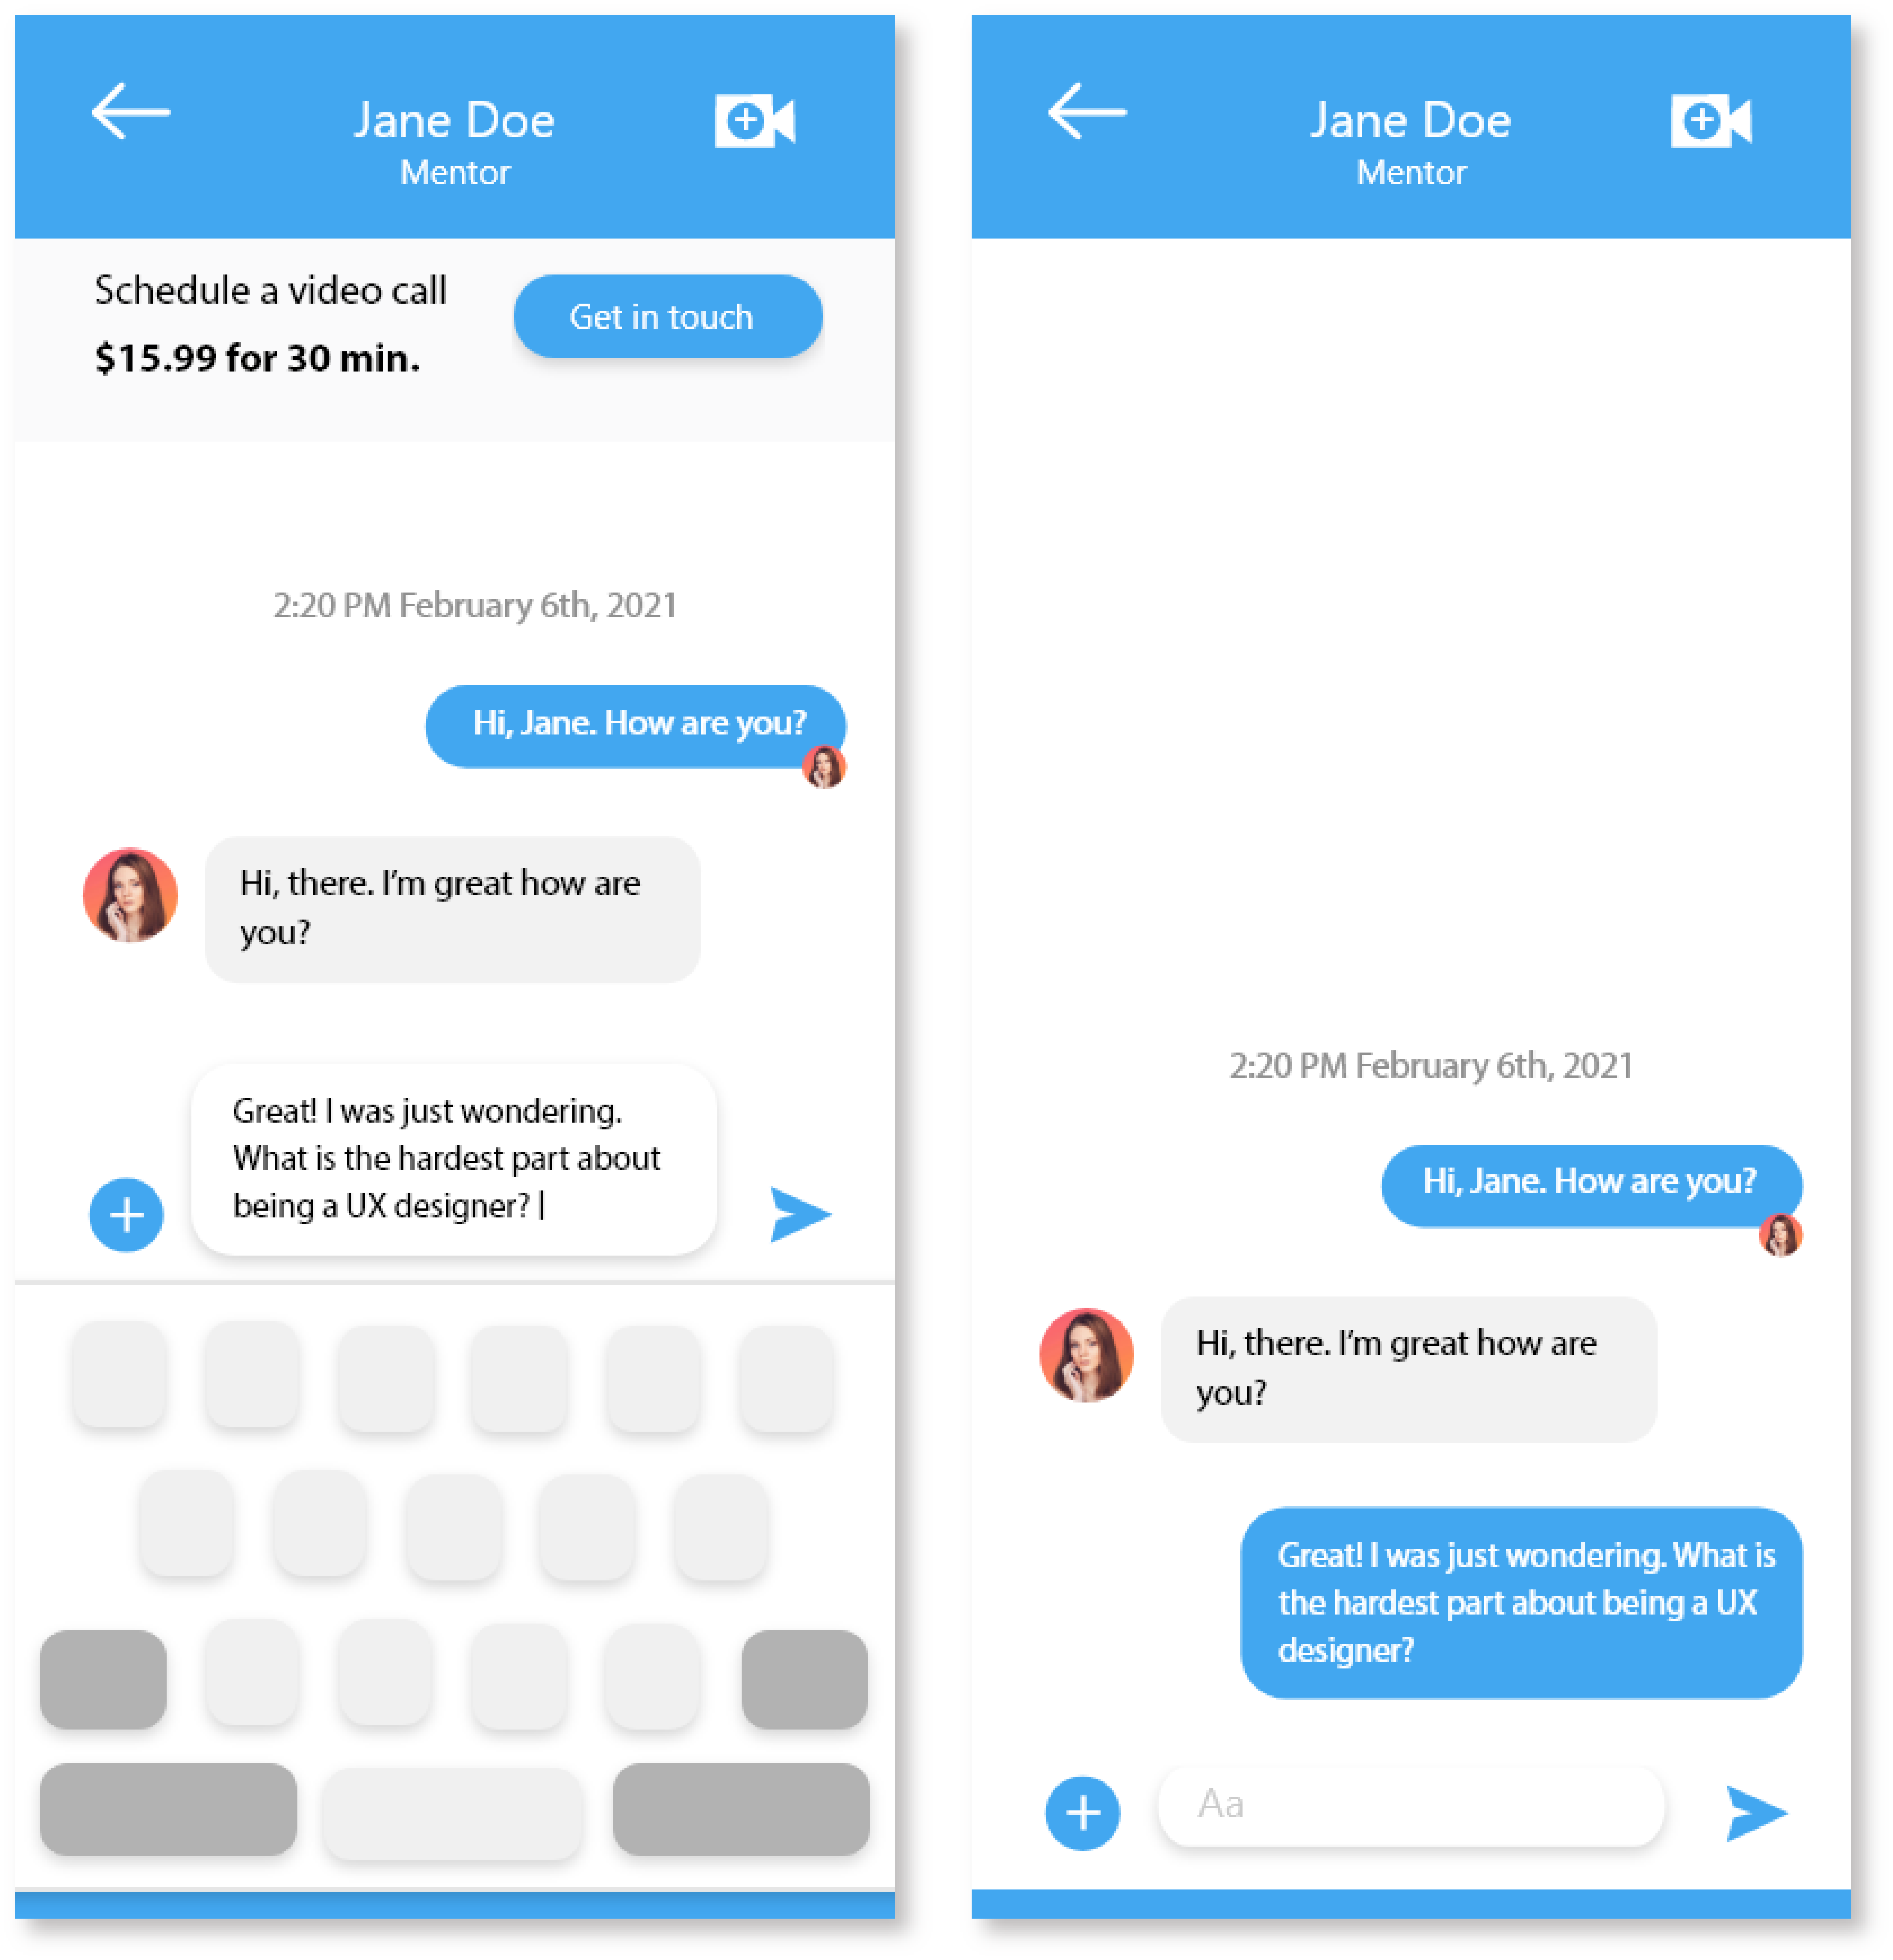 Jane Doe
Mentor
Schedule a video call
Get in touch
$15.99 for 30 min.
2:20 PM February 6th, 2021
Hi, Jane. How are you?
Hi, there. I'm great how are
you?
Great! I was just wondering.
What is the hardest part about
being a UX designer? |
Jane Doe
Mentor
2:20 PM February 6th, 2021
Hi, Jane. How are you?
Hi, there. I'm great how are
you?
Great! I was just wondering. What is
the hardest part about being a UX
designer?
Aa